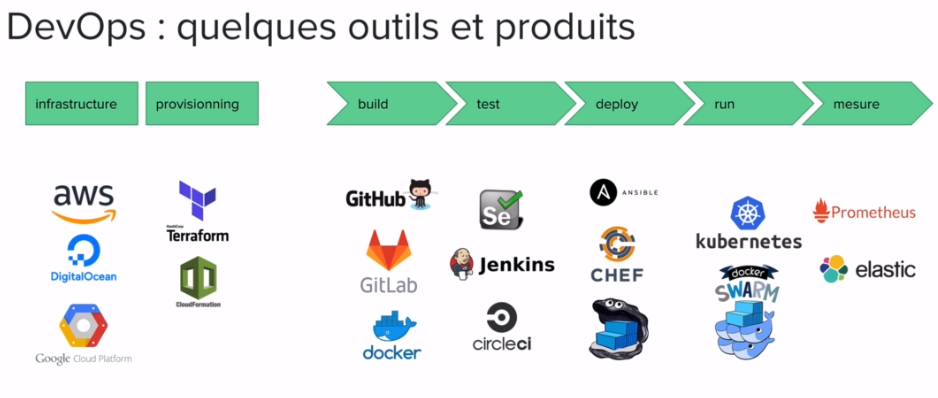 DevOps : quelques outils et produits
infrastructure
provisionning
build
test
deploy
run
mesure
aws
DigitalOcean
Google Cloud Platform
HashiCorp
Terraform
CloudFormation
GitHub
GitLab
docker
Se
Jenkins
circleci
A ANSIBLE
CHEF
kubernetes
docker
SWARM
Prometheus
elastic